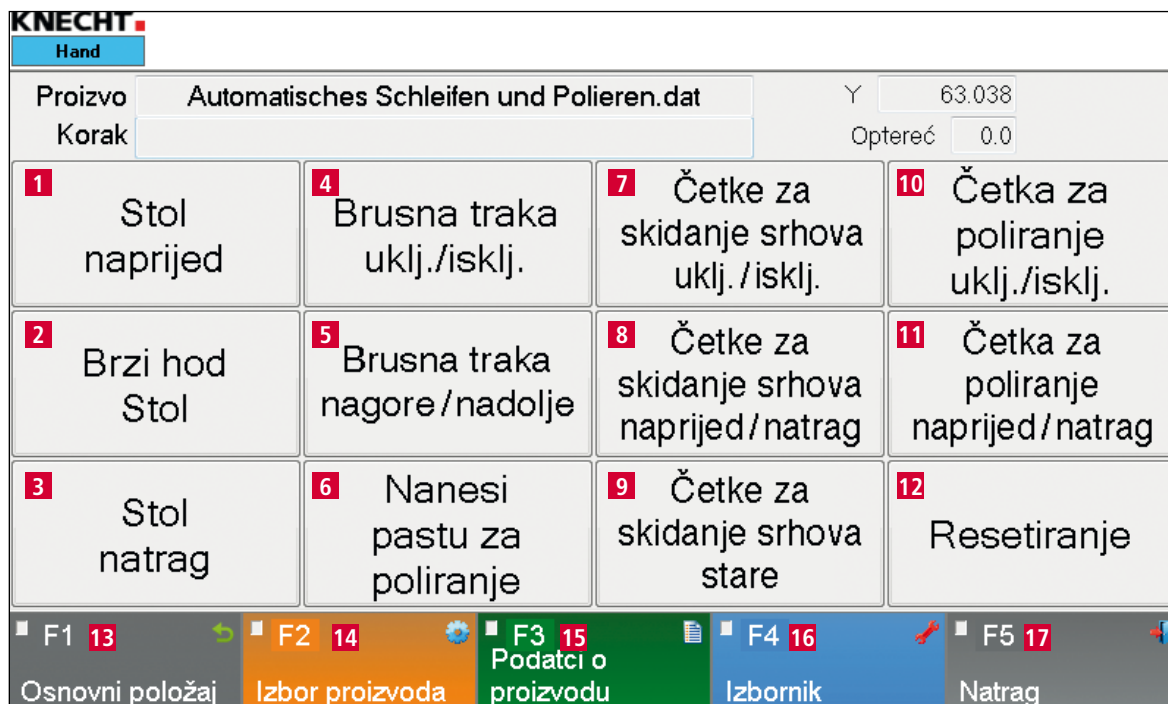 KNECHT
Hand
Proizvo Automatisches Schleifen und Polieren.dat Y 63.038
Korak Optereć 0.0
1 Stol
naprijed
4 Brusna traka
uklj./isklj.
7 Četke za
skidanje srhova
uklj./isklj.
10 Četka za
poliranje
uklj./isklj.
2 Brzi hod
Stol
5 Brusna traka
nagore/nadolje
8 Četke za
skidanje srhova
naprijed/natrag
11 Četka za
poliranje
naprijed/natrag
3 Stol
natrag
6 Nanesi
pastu za
poliranje
9 Četke za
skidanje srhova
stare
12 Resetiranje
F1 13
Osnovni položaj
F2 14
Izbor proizvoda
F3 15
Podatci o
proizvodu
F4 16
Izbornik
F5 17
Natrag